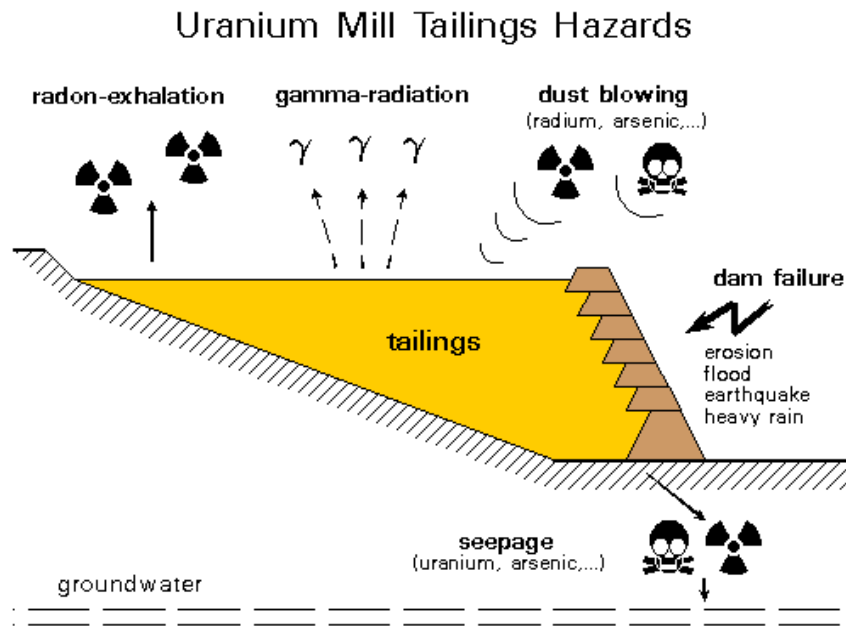 Uranium Mill Tailings Hazards
radon-exhalation
gamma-radiation
dust blowing
(radium, arsenic,...)
γ γ γ
dam failure
tailings
erosion
flood
earthquake
heavy rain
seepage
(uranium, arsenic,...)
groundwater